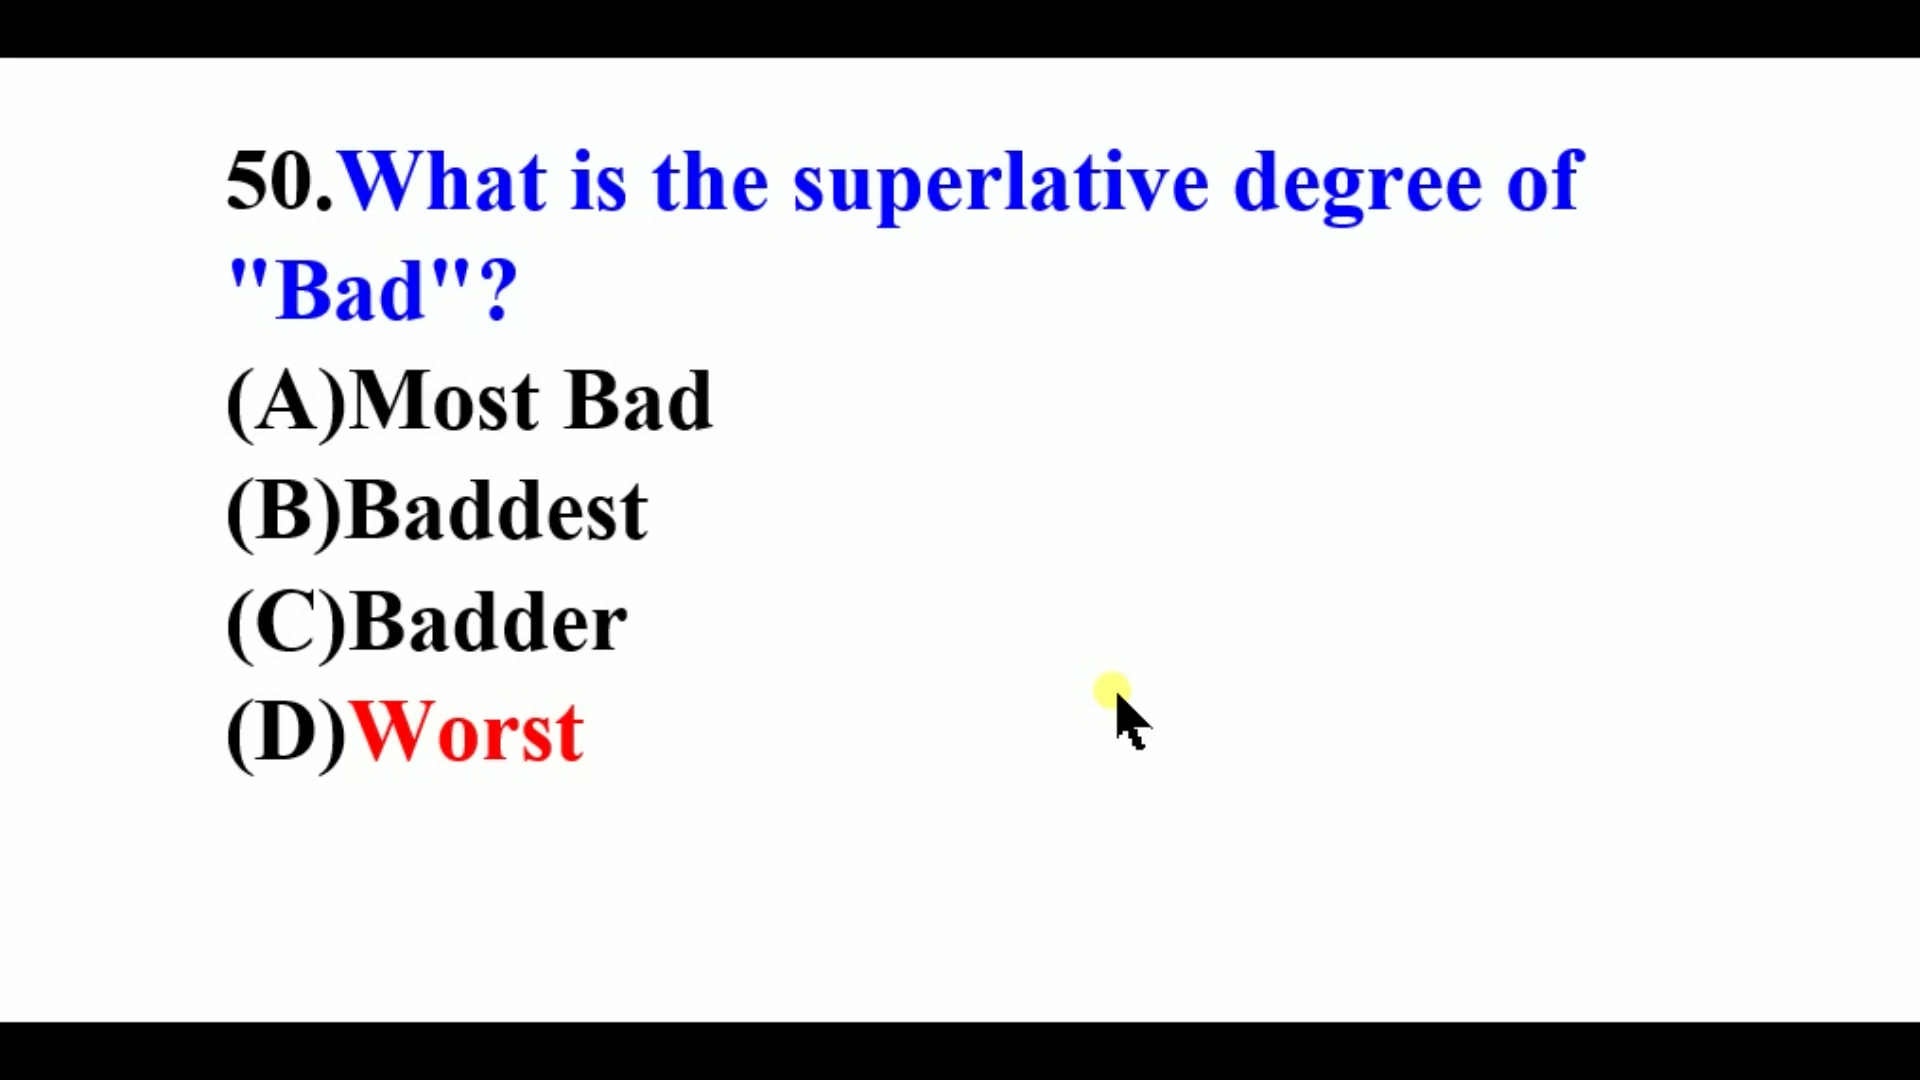 50.What is the superlative degree of
"Bad"?
(A)Most Bad
(B)Baddest
(C)Badder
(D)Worst